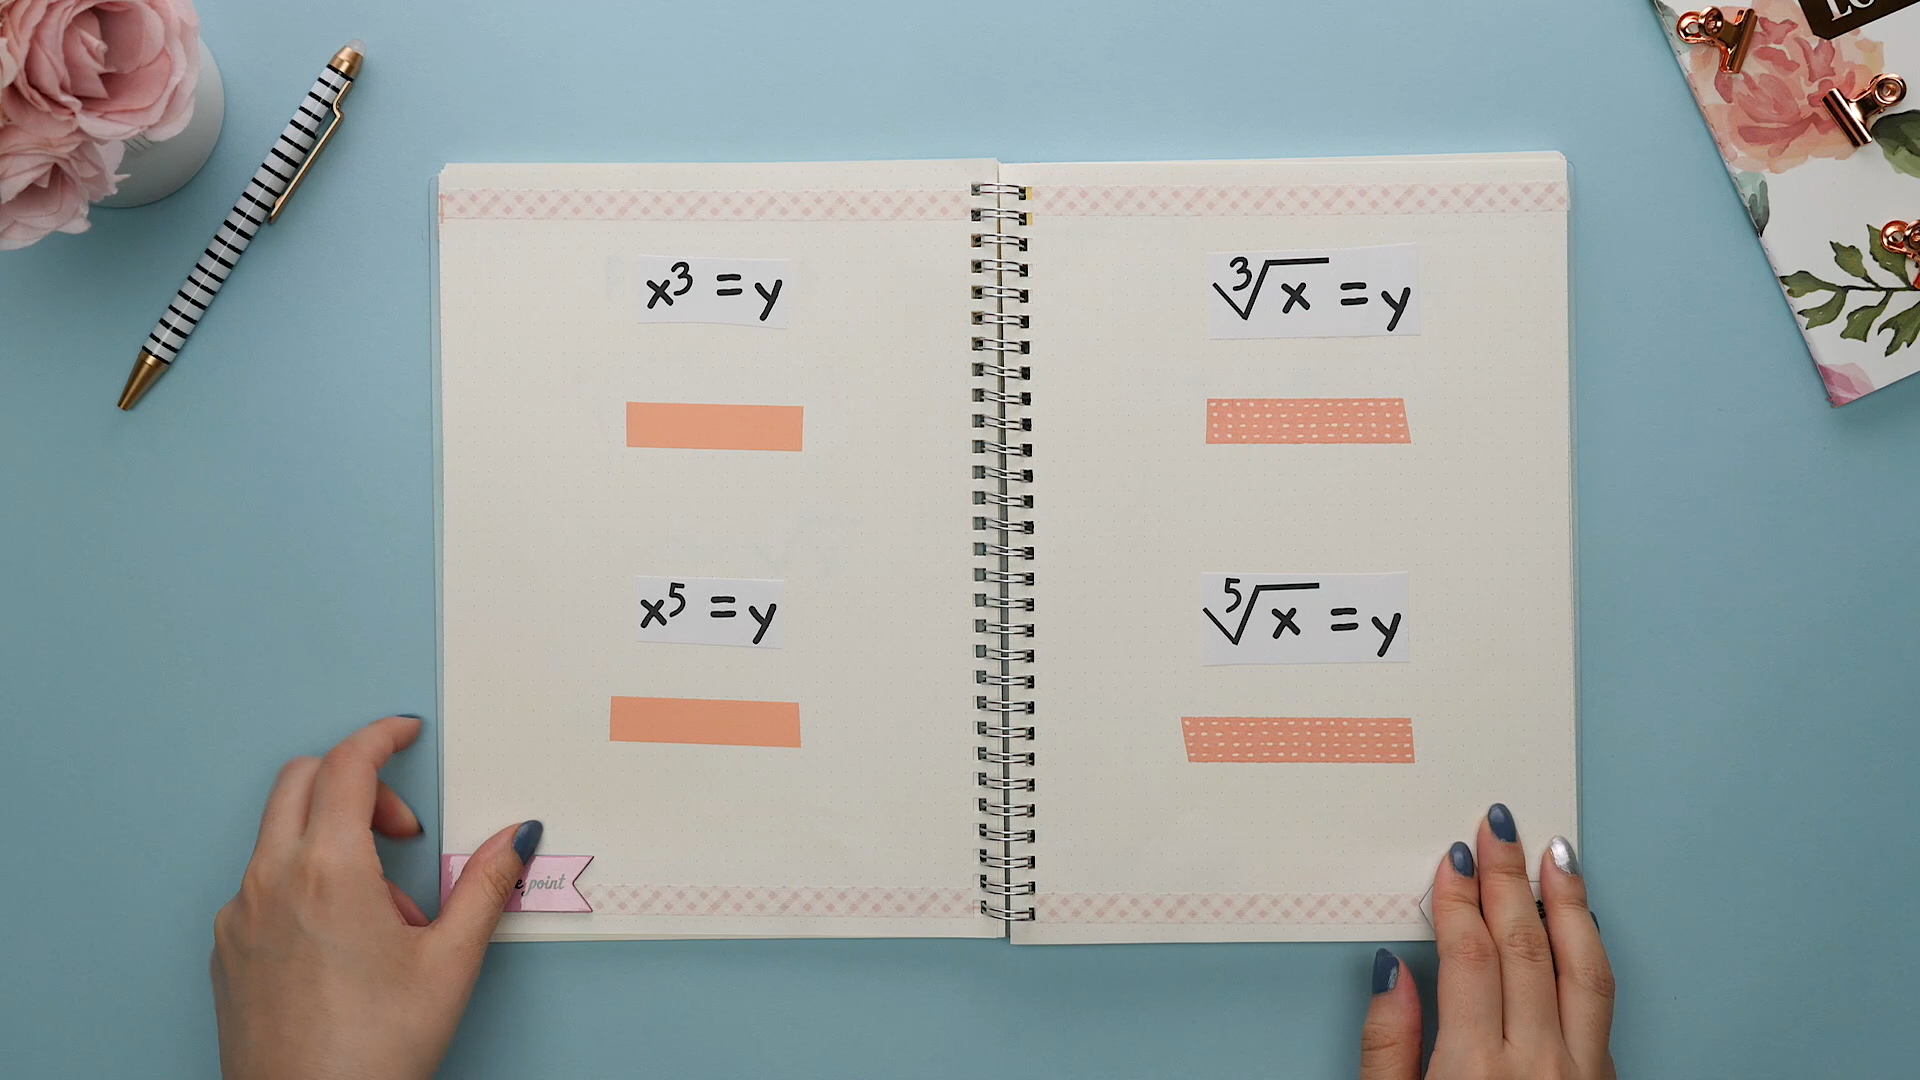 x³ = y
∛x = y
x⁵ = y
⁵√x = y
point